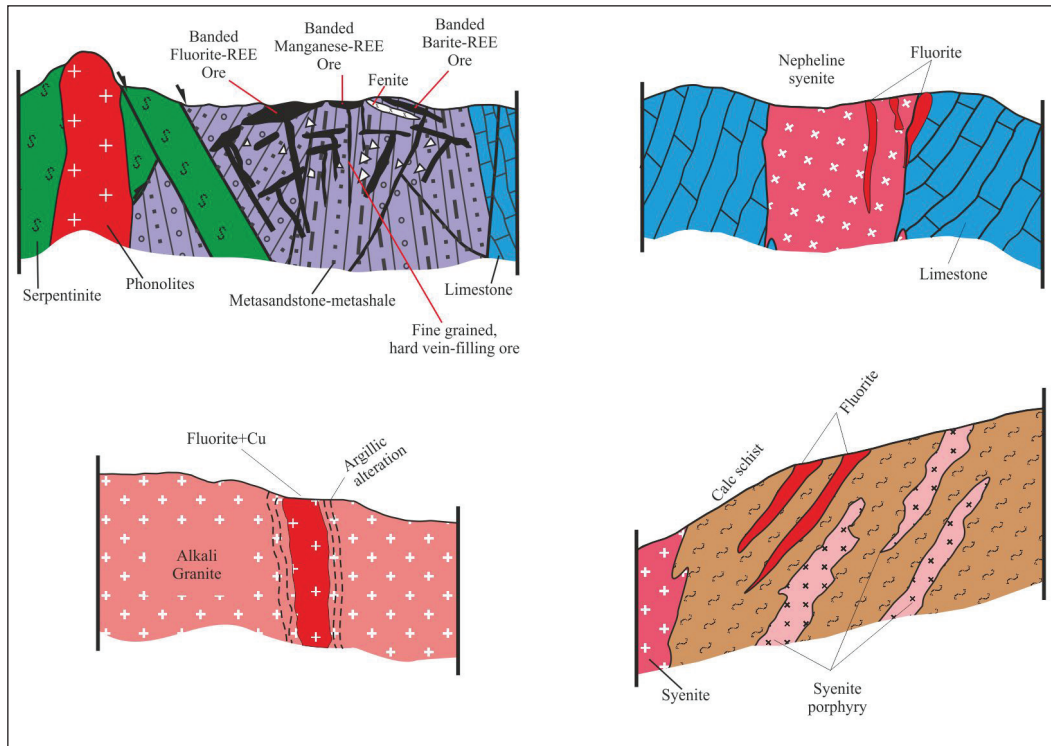 Banded
Fluorite-REE
Ore
Banded
Manganese-REE
Ore
Fenite
Banded
Barite-REE
Ore
Serpentinite
Phonolites
Metasandstone-metashale
Limestone
Fine grained,
hard vein-filling ore
Nepheline
syenite
Fluorite
Limestone
Fluorite+Cu
Argillic
alteration
Alkali
Granite
Calc schist
Fluorite
Syenite
Syenite
porphyry